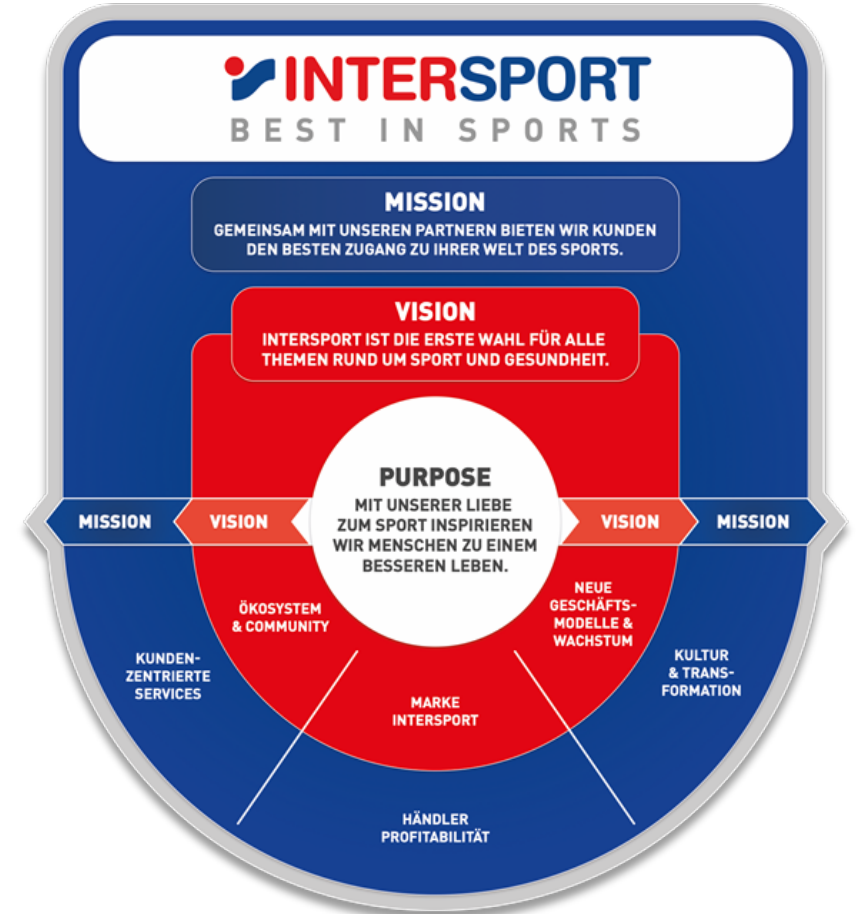 INTERSPORT
BEST IN SPORTS
MISSION
GEMEINSAM MIT UNSEREN PARTNERN BIETEN WIR KUNDEN
DEN BESTEN ZUGANG ZU IHRER WELT DES SPORTS.
VISION
INTERSPORT IST DIE ERSTE WAHL FÜR ALLE
THEMEN RUND UM SPORT UND GESUNDHEIT.
PURPOSE
MIT UNSERER LIEBE
ZUM SPORT INSPIRIEREN
WIR MENSCHEN ZU EINEM
BESSEREN LEBEN.
MISSION
VISION
VISION
MISSION
ÖKOSYSTEM
& COMMUNITY
NEUE
GESCHÄFTS-
MODELLE &
WACHSTUM
KUNDEN-
ZENTRIERTE
SERVICES
MARKE
INTERSPORT
KULTUR
& TRANS-
FORMATION
HÄNDLER
PROFITABILITÄT